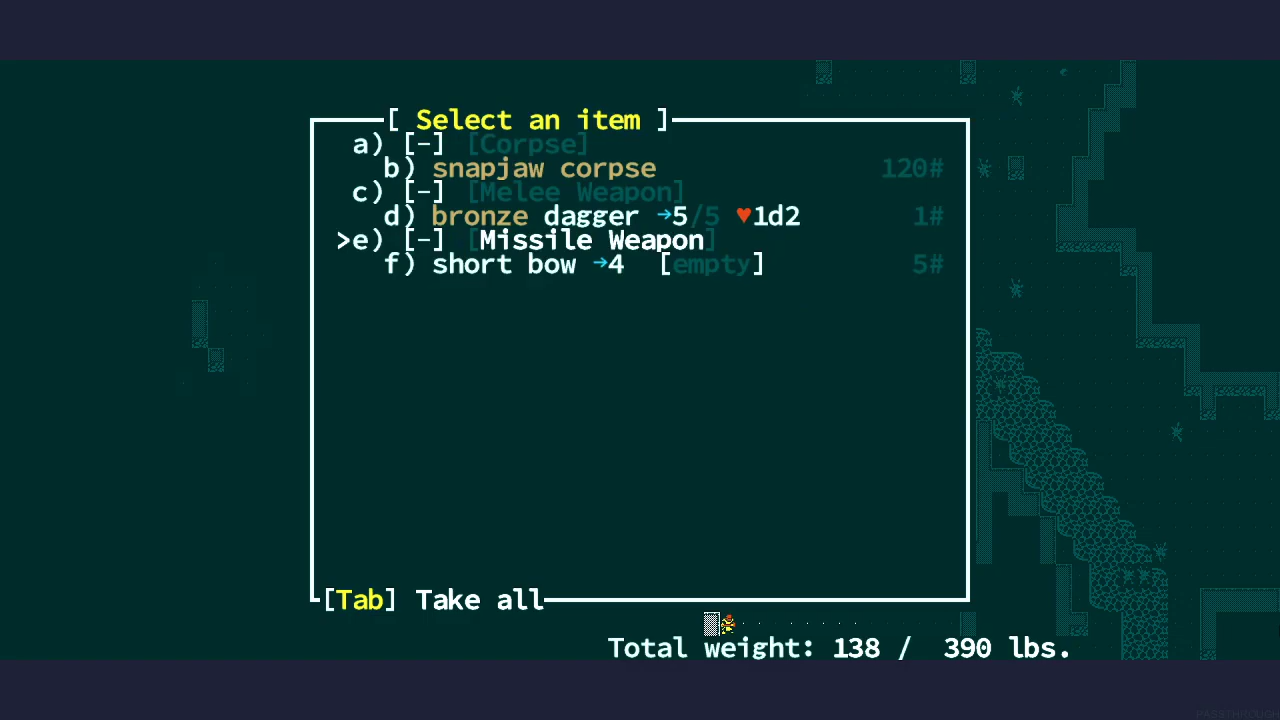 [ Select an item ]
a) [-] [Corpse]
b) snapjaw corpse 120#
c) [-] [Melee Weapon]
d) bronze dagger →5/5 ♥1d2 1#
>e) [-] [Missile Weapon]
f) short bow →4 [empty] 5#
[Tab] Take all
Total weight: 138 / 390 lbs.
PASSTHROUGH